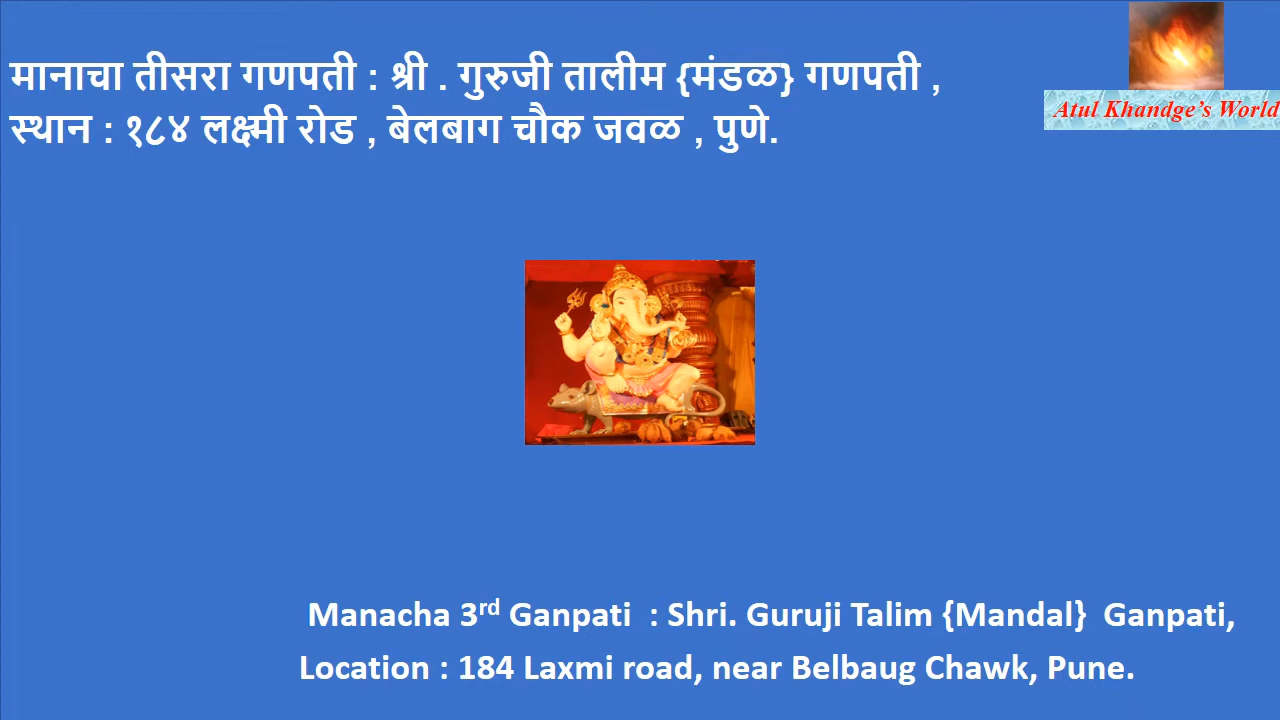 मानाचा तीसरा गणपती : श्री . गुरुजी तालीम {मंडळ} गणपती ,
स्थान : १८४ लक्ष्मी रोड , बेलबाग चौक जवळ , पुणे.
Atul Khandge's World
Manacha 3rd Ganpati : Shri. Guruji Talim {Mandal} Ganpati,
Location : 184 Laxmi road, near Belbaug Chawk, Pune.